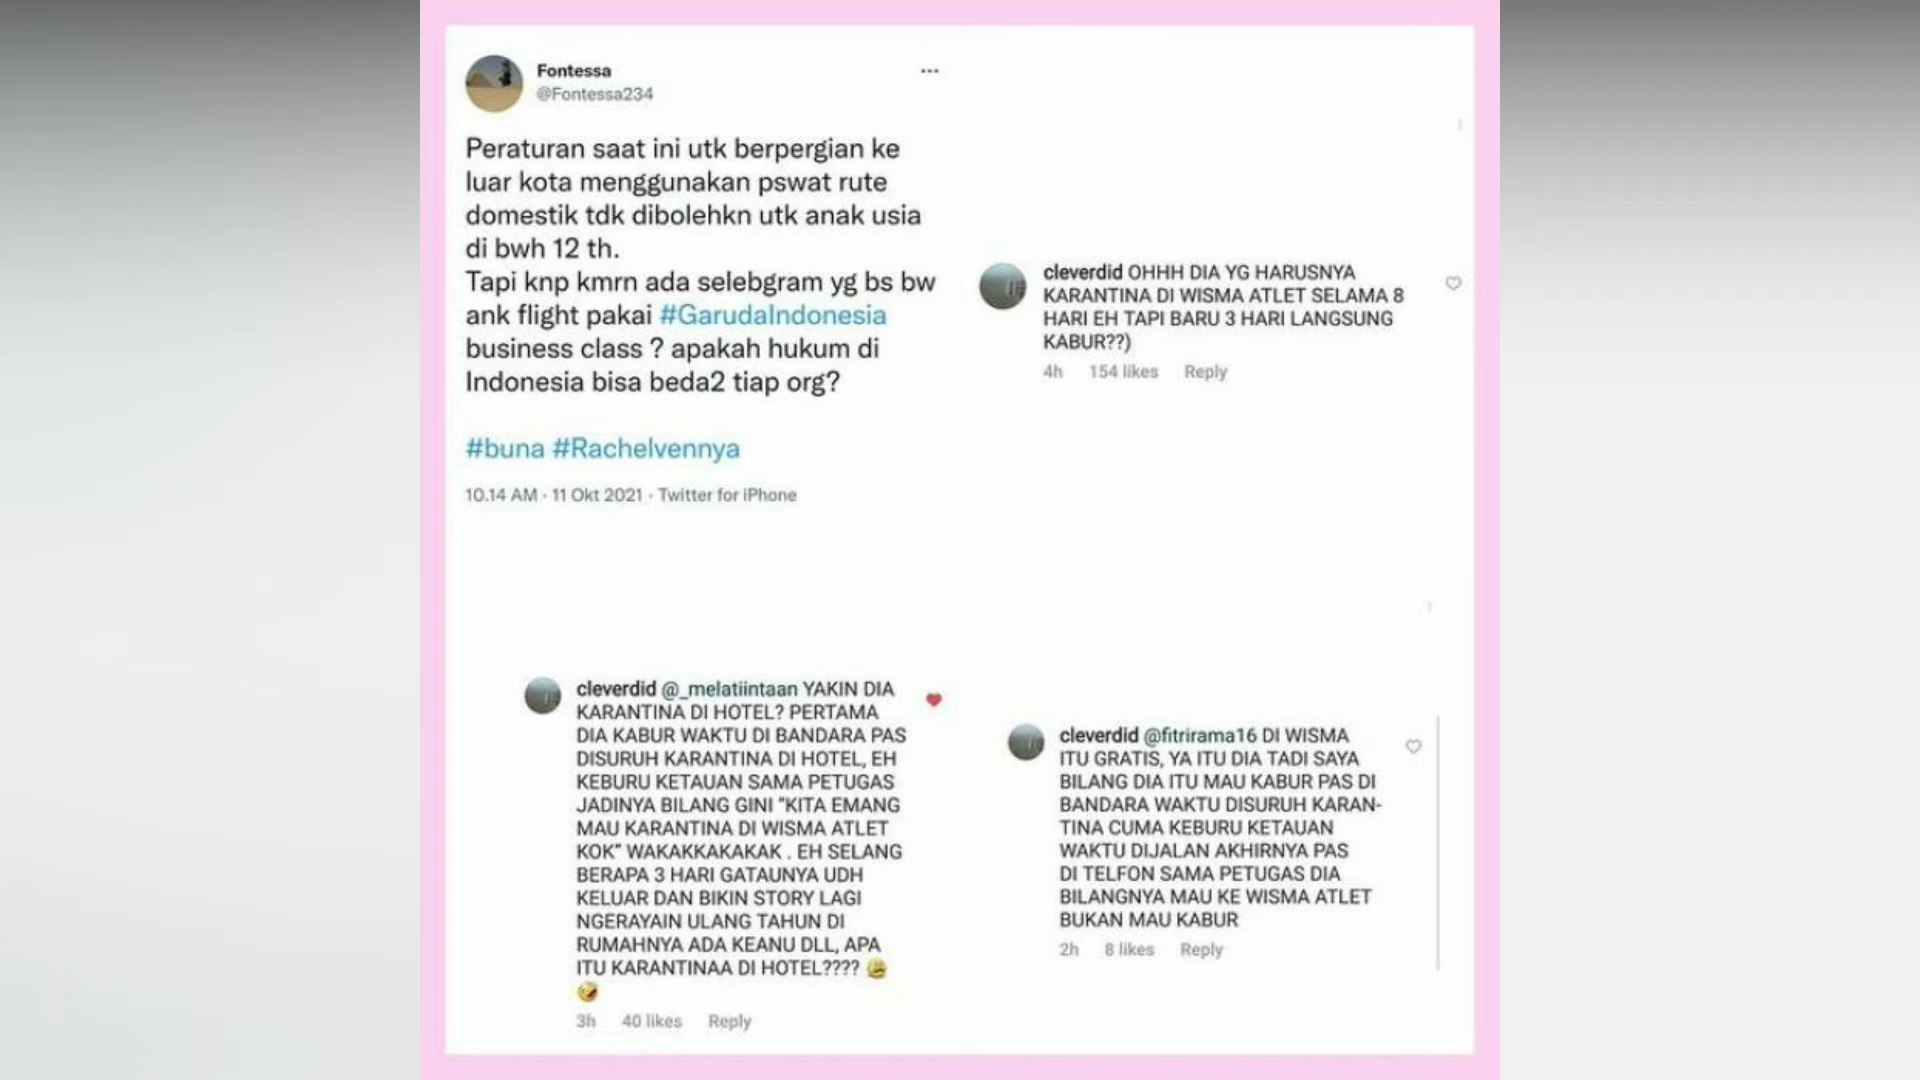 Fontessa
@Fontessa234
Peraturan saat ini utk berpergian ke
luar kota menggunakan pswat rute
domestik tdk dibolehkn utk anak usia
di bwh 12 th.
Tapi knp kmrn ada selebgram yg bs bw
ank flight pakai #GarudaIndonesia
business class ? apakah hukum di
Indonesia bisa beda2 tiap org?
#buna #Rachelvennya
10.14 AM · 11 Okt 2021 · Twitter for iPhone
cleverdid OHHH DIA YG HARUSNYA
KARANTINA DI WISMA ATLET SELAMA 8
HARI EH TAPI BARU 3 HARI LANGSUNG
KABUR??)
4h 154 likes Reply
cleverdid @_melatiintaan YAKIN DIA
KARANTINA DI HOTEL? PERTAMA
DIA KABUR WAKTU DI BANDARA PAS
DISURUH KARANTINA DI HOTEL, EH
KEBURU KETAUAN SAMA PETUGAS
JADINYA BILANG GINI "KITA EMANG
MAU KARANTINA DI WISMA ATLET
KOK" WAKAKKAKAKAK . EH SELANG
BERAPA 3 HARI GATAUNYA UDH
KELUAR DAN BIKIN STORY LAGI
NGERAYAIN ULANG TAHUN DI
RUMAHNYA ADA KEANU DLL, APA
ITU KARANTINAA DI HOTEL????
3h 40 likes Reply
cleverdid @fitrirama16 DI WISMA
ITU GRATIS, YA ITU DIA TADI SAYA
BILANG DIA ITU MAU KABUR PAS DI
BANDARA WAKTU DISURUH KARAN-
TINA CUMA KEBURU KETAUAN
WAKTU DIJALAN AKHIRNYA PAS
DI TELFON SAMA PETUGAS DIA
BILANGNYA MAU KE WISMA ATLET
BUKAN MAU KABUR
2h 8 likes Reply